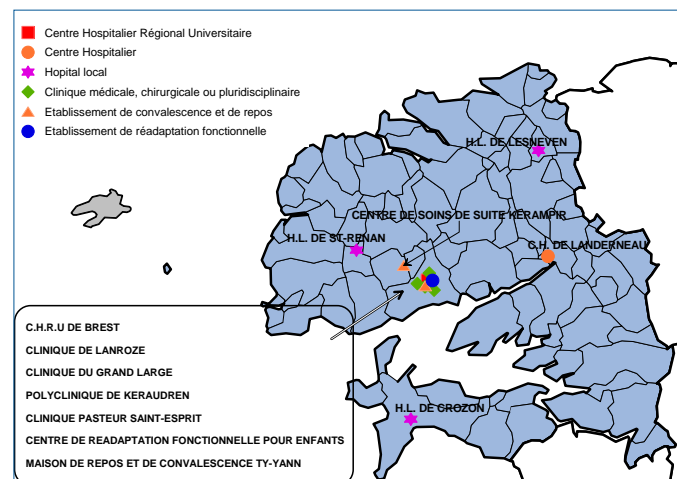 Centre Hospitalier Régional Universitaire
Centre Hospitalier
Hopital local
Clinique médicale, chirurgicale ou pluridisciplinaire
Etablissement de convalescence et de repos
Etablissement de réadaptation fonctionnelle
H.L. DE LESNEVEN
CENTRE DE SOINS DE SUITE KERAMPIR
H.L. DE ST-RENAN
C.H. DE LANDERNEAU
C.H.R.U DE BREST
CLINIQUE DE LANROZE
CLINIQUE DU GRAND LARGE
POLYCLINIQUE DE KERAUDREN
CLINIQUE PASTEUR SAINT-ESPRIT
CENTRE DE READAPTATION FONCTIONNELLE POUR ENFANTS
MAISON DE REPOS ET DE CONVALESCENCE TY-YANN
H.L. DE CROZON